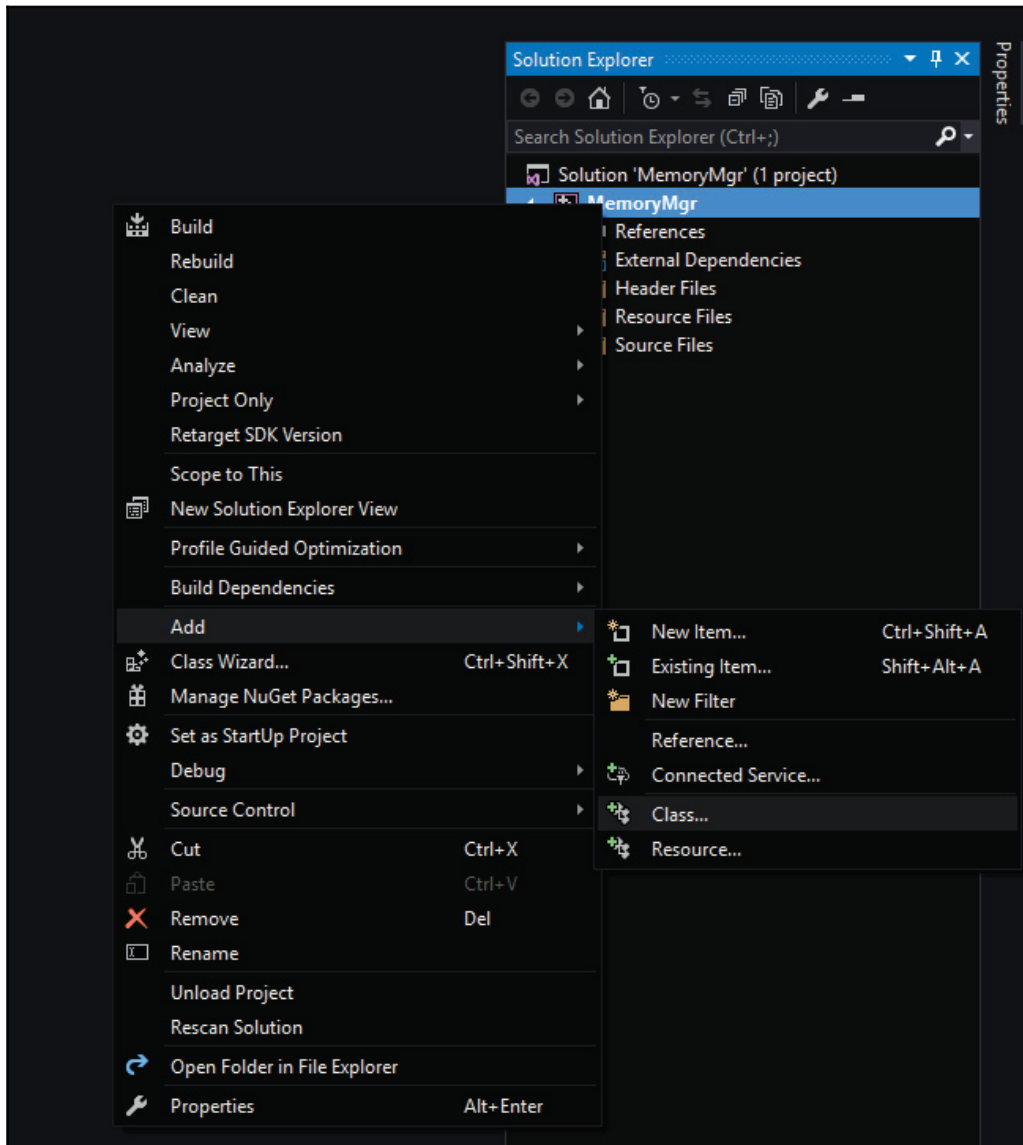 Solution Explorer
Properties
Search Solution Explorer (Ctrl+;)
Solution 'MemoryMgr' (1 project)
MemoryMgr
References
External Dependencies
Header Files
Resource Files
Source Files
Build
Rebuild
Clean
View
Analyze
Project Only
Retarget SDK Version
Scope to This
New Solution Explorer View
Profile Guided Optimization
Build Dependencies
Add
Class Wizard... Ctrl+Shift+X
Manage NuGet Packages...
Set as StartUp Project
Debug
Source Control
Cut Ctrl+X
Paste Ctrl+V
Remove Del
Rename
Unload Project
Rescan Solution
Open Folder in File Explorer
Properties Alt+Enter
New Item... Ctrl+Shift+A
Existing Item... Shift+Alt+A
New Filter
Reference...
Connected Service...
Class...
Resource...